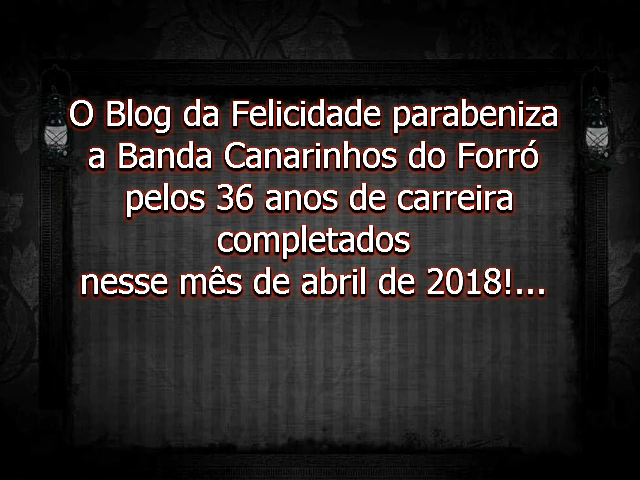 O Blog da Felicidade parabeniza
a Banda Canarinhos do Forró
pelos 36 anos de carreira
completados
nesse mês de abril de 2018!...